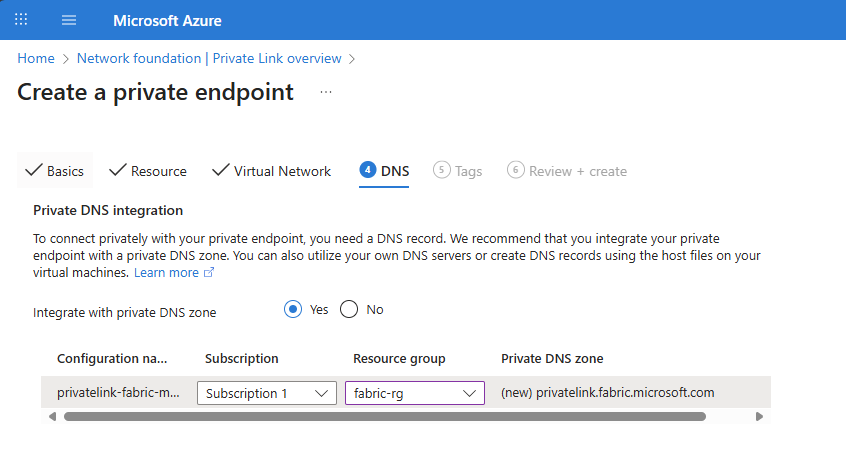 Microsoft Azure
Home > Network foundation | Private Link overview >
Create a private endpoint ...
Basics Resource Virtual Network 4 DNS 5 Tags 6 Review + create
Private DNS integration
To connect privately with your private endpoint, you need a DNS record. We recommend that you integrate your private
endpoint with a private DNS zone. You can also utilize your own DNS servers or create DNS records using the host files on your
virtual machines. Learn more
Integrate with private DNS zone Yes No
Configuration na... Subscription Resource group Private DNS zone
privatelink-fabric-m... Subscription 1 fabric-rg (new) privatelink.fabric.microsoft.com